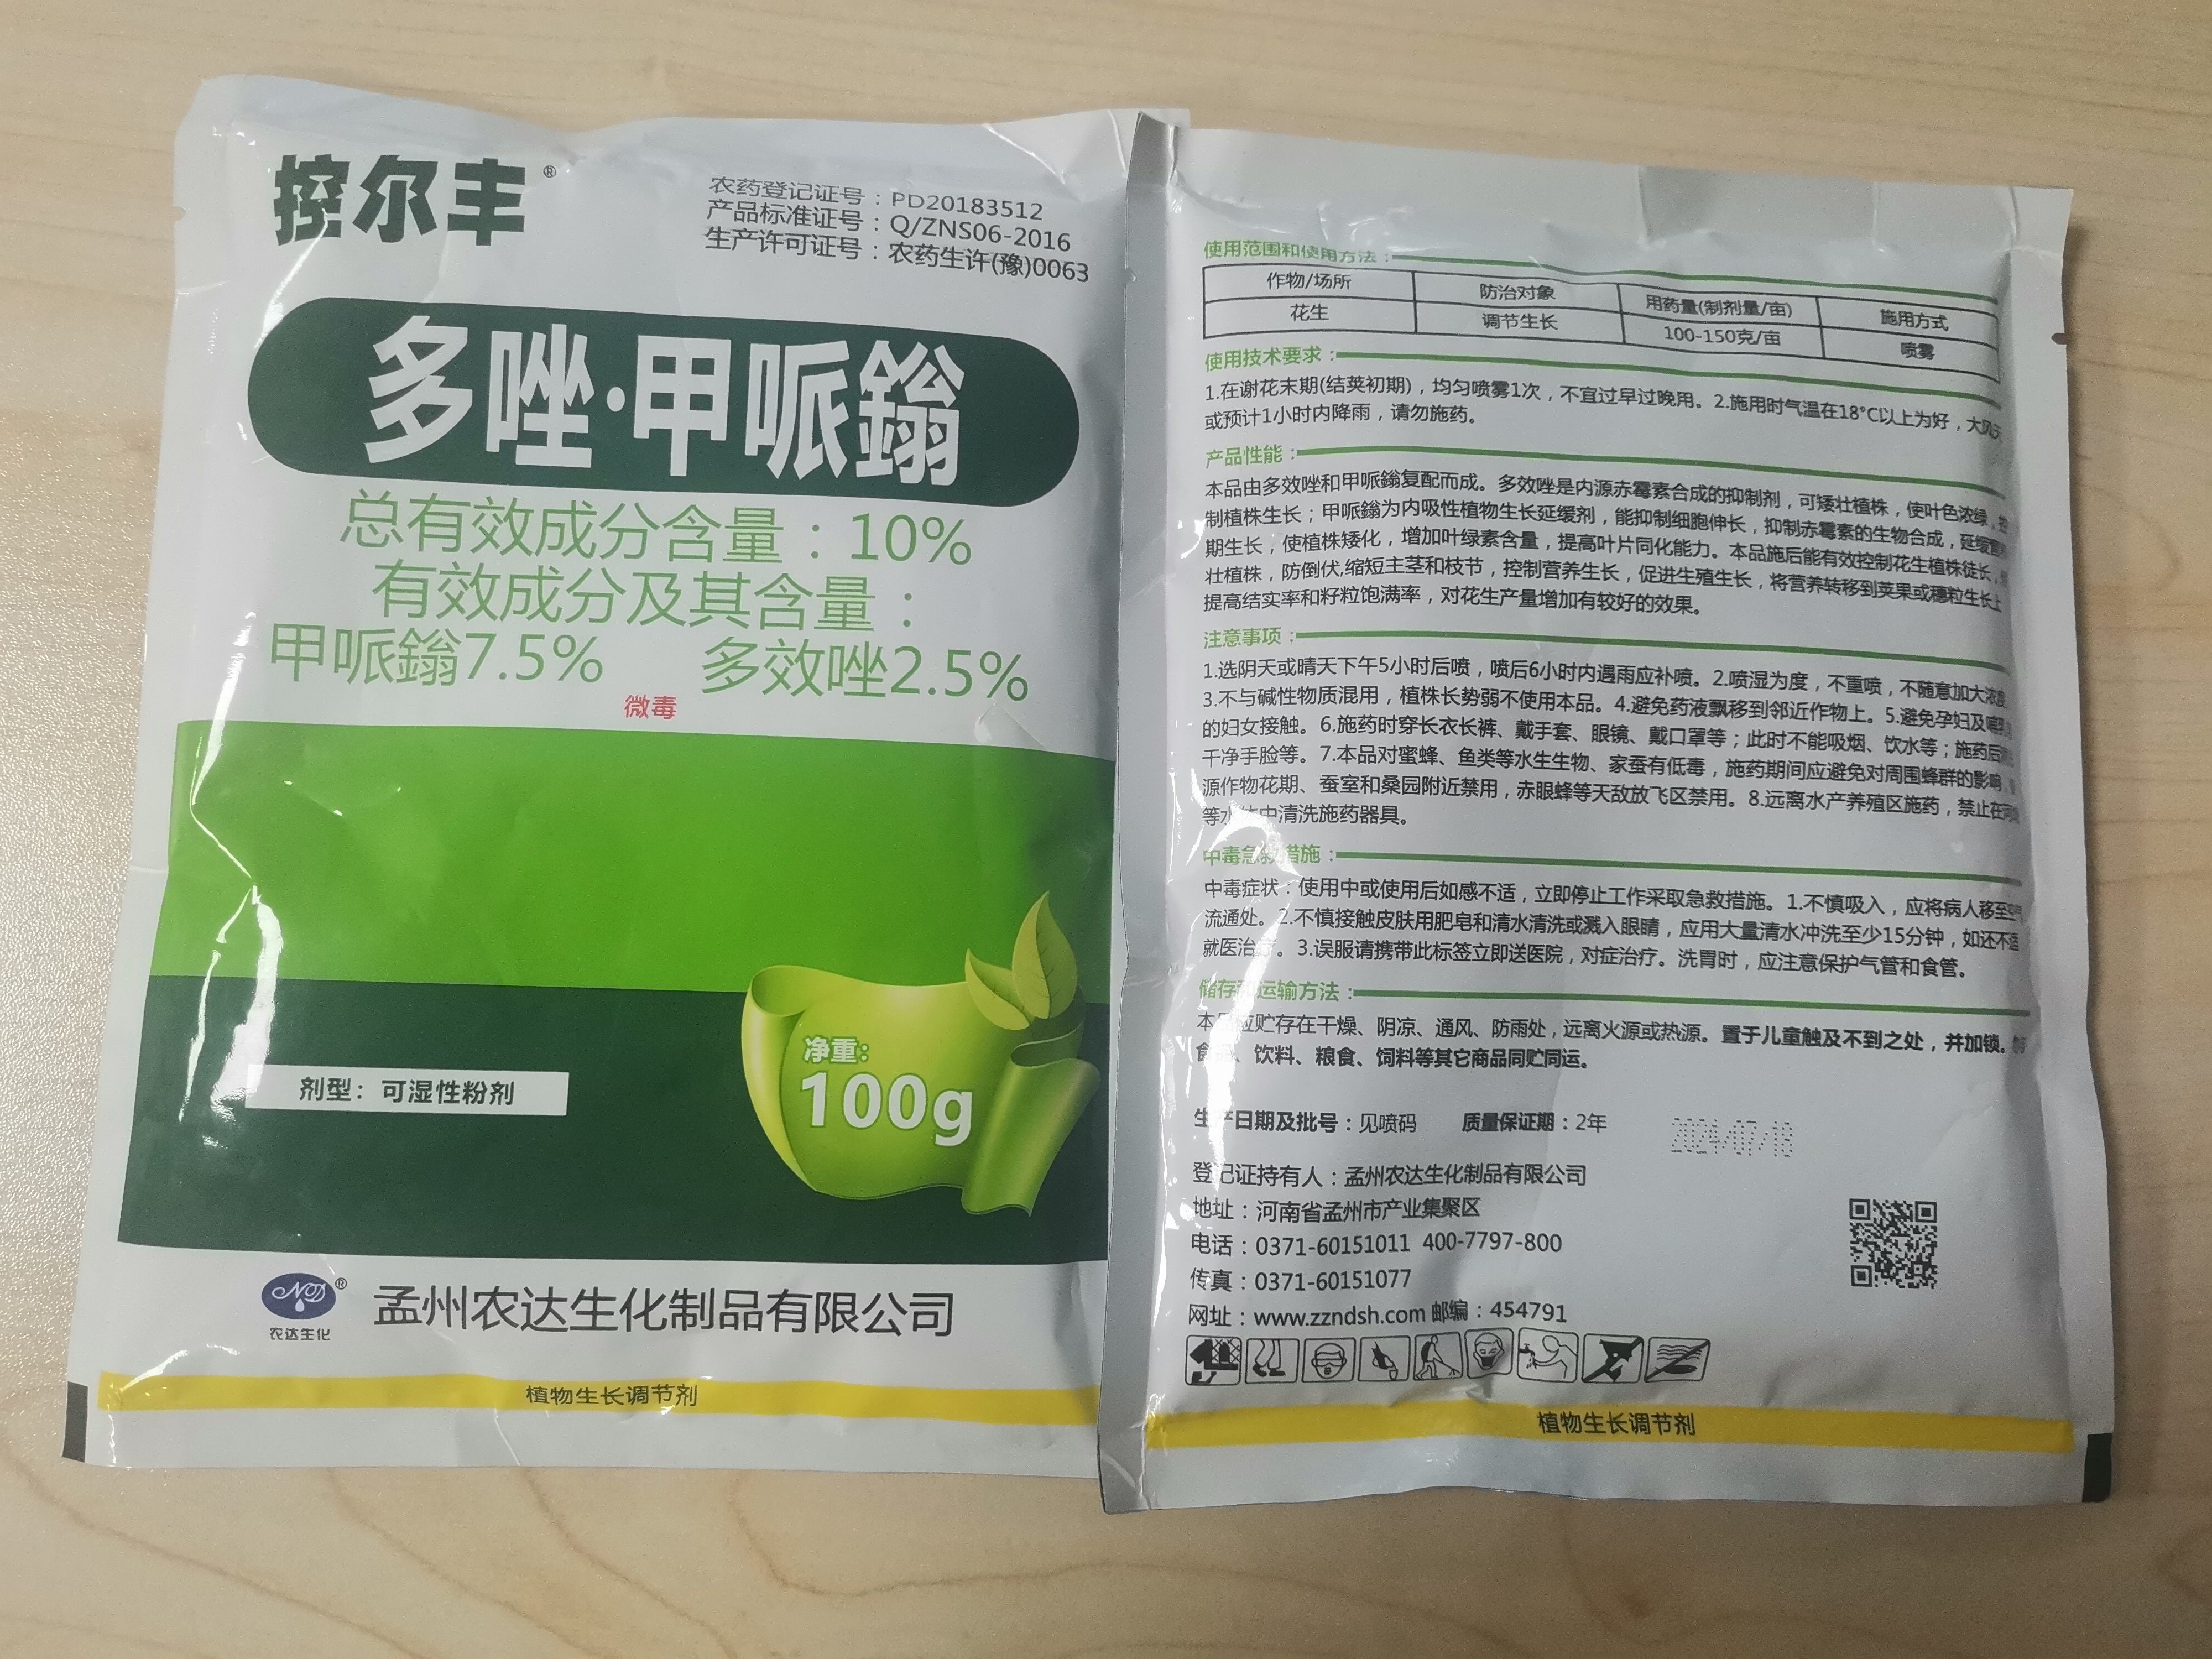 控尔丰®
农药登记证号：PD20183512
产品标准证号：Q/ZNS06-2016
生产许可证号：农药生许(豫)0063
多唑·甲哌鎓
总有效成分含量：10%
有效成分及其含量：
甲哌鎓7.5% 多效唑2.5%
微毒
剂型：可湿性粉剂
净重：
100g
ND®
农达生化
孟州农达生化制品有限公司
植物生长调节剂
使用范围和使用方法：
作物/场所 防治对象 用药量(制剂量/亩) 施用方式
花生 调节生长 100-150克/亩 喷雾
使用技术要求：
1.在谢花末期(结荚初期)，均匀喷雾1次，不宜过早过晚用。2.施用时气温在18°C以上为好，大风天
或预计1小时内降雨，请勿施药。
产品性能：
本品由多效唑和甲哌鎓复配而成。多效唑是内源赤霉素合成的抑制剂，可矮壮植株，使叶色浓绿，
制植株生长；甲哌鎓为内吸性植物生长延缓剂，能抑制细胞伸长，抑制赤霉素的生物合成，延缓
期生长，使植株矮化，增加叶绿素含量，提高叶片同化能力。本品施后能有效控制花生植株徒长，
壮植株，防倒伏,缩短主茎和枝节，控制营养生长，促进生殖生长，将营养转移到荚果或穗粒生长上
提高结实率和籽粒饱满率，对花生产量增加有较好的效果。
注意事项：
1.选阴天或晴天下午5小时后喷，喷后6小时内遇雨应补喷。2.喷湿为度，不重喷，不随意加大浓度
3.不与碱性物质混用，植株长势弱不使用本品。4.避免药液飘移到邻近作物上。5.避免孕妇及哺乳
的妇女接触。6.施药时穿长衣长裤、戴手套、眼镜、戴口罩等；此时不能吸烟、饮水等；施药后
干净手脸等。7.本品对蜜蜂、鱼类等水生生物、家蚕有低毒，施药期间应避免对周围蜂群的影响，
源作物花期、蚕室和桑园附近禁用，赤眼蜂等天敌放飞区禁用。8.远离水产养殖区施药，禁止在河
等水体中清洗施药器具。
中毒急救措施：
中毒症状：使用中或使用后如感不适，立即停止工作采取急救措施。1.不慎吸入，应将病人移至空气
流通处。2.不慎接触皮肤用肥皂和清水清洗或溅入眼睛，应用大量清水冲洗至少15分钟，如还不适
就医治疗。3.误服请携带此标签立即送医院，对症治疗。洗胃时，应注意保护气管和食管。
储存和运输方法：
本品应贮存在干燥、阴凉、通风、防雨处，远离火源或热源。置于儿童触及不到之处，并加锁。
食品、饮料、粮食、饲料等其它商品同贮同运。
生产日期及批号：见喷码 质量保证期：2年 2024/07/18
登记证持有人：孟州农达生化制品有限公司
地址：河南省孟州市产业集聚区
电话：0371-60151011 400-7797-800
传真：0371-60151077
网址：www.zzndsh.com 邮编：454791
植物生长调节剂